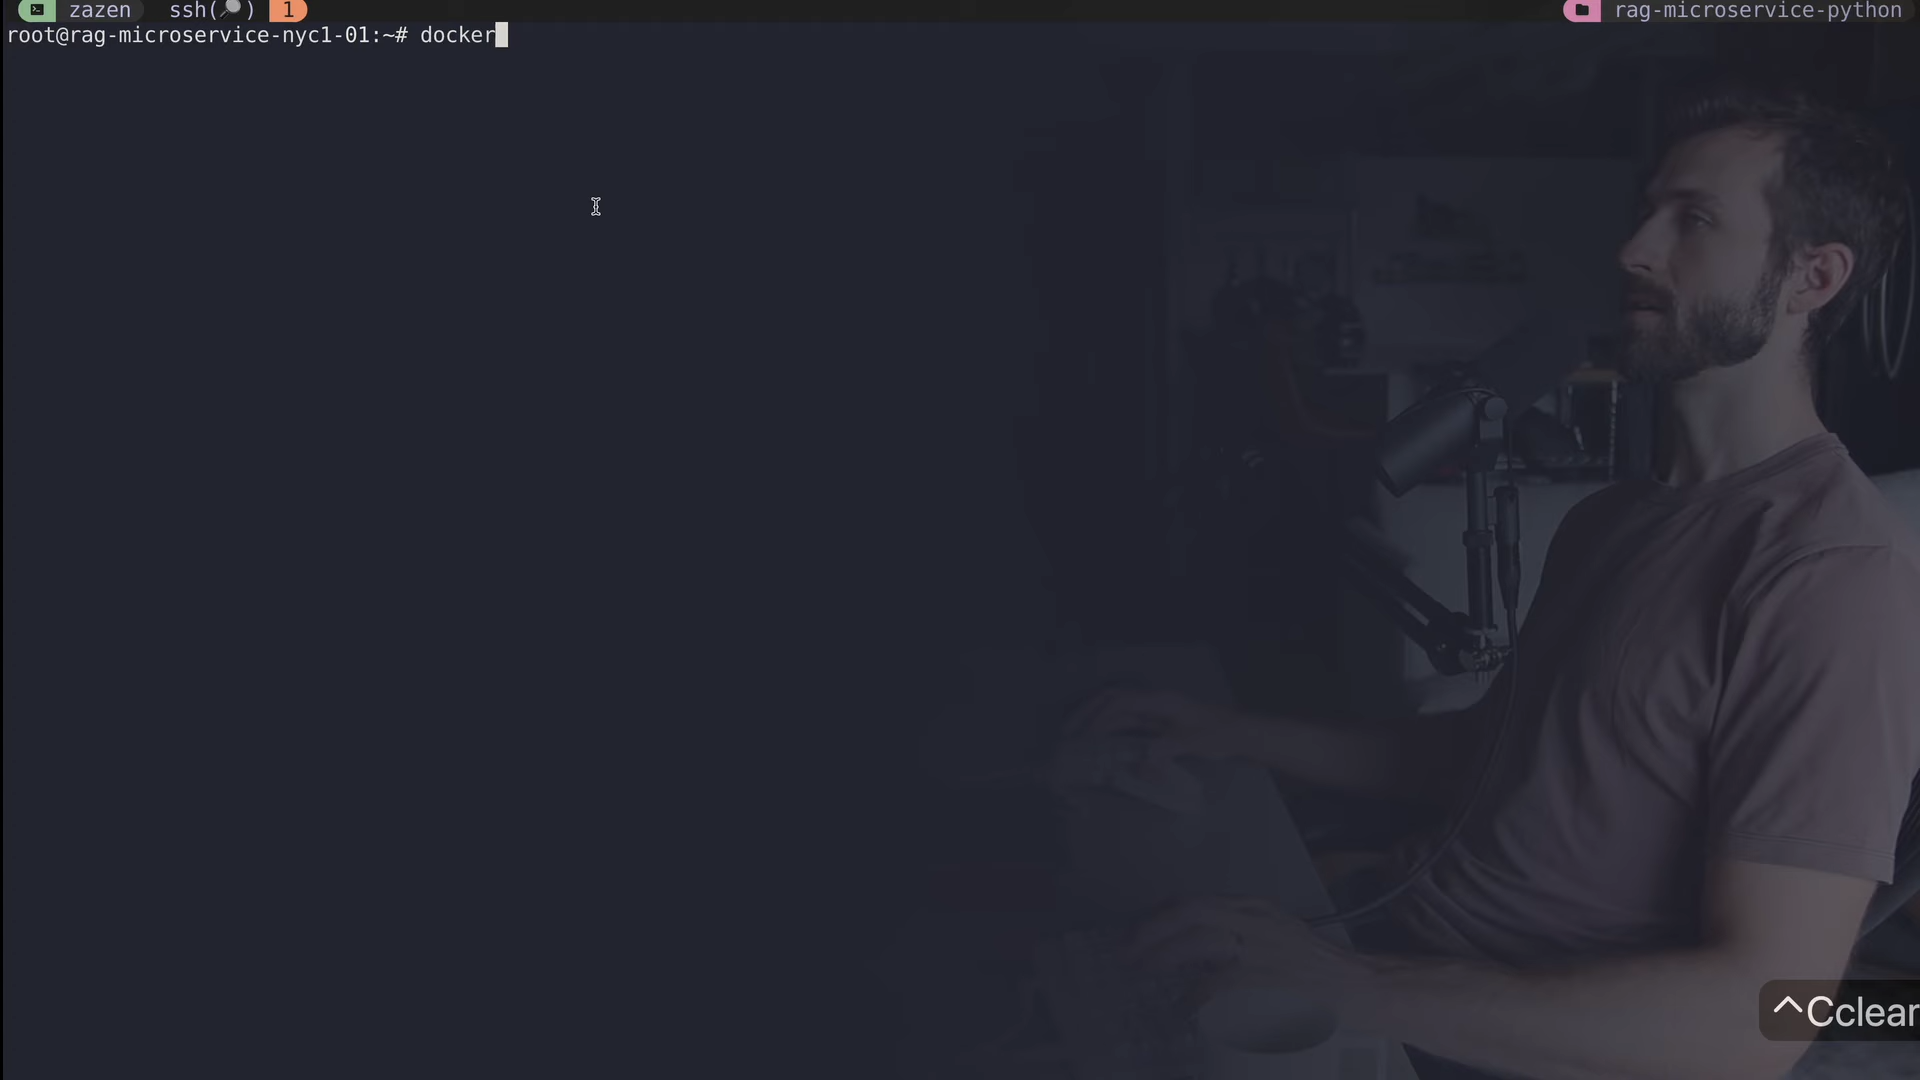 zazen ssh( ) 1 rag-microservice-python
root@rag-microservice-nyc1-01:~# docker
^Cclear